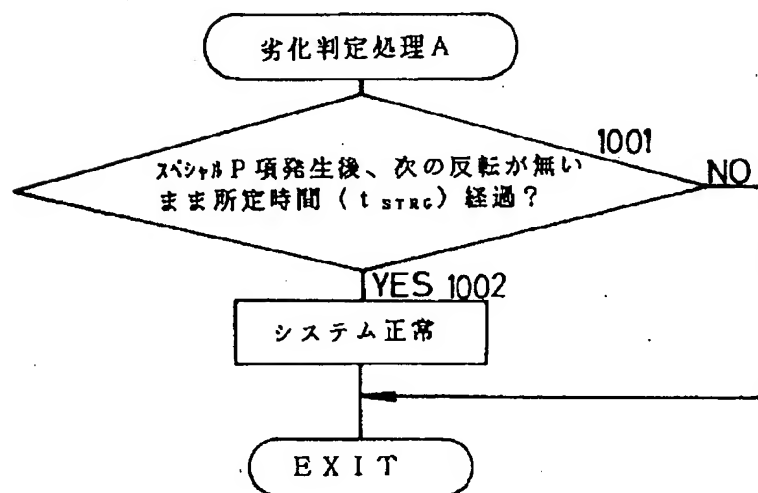 劣化判定処理A
1001
スペシャルP項発生後、次の反転が無い
まま所定時間(tSTRG)経過?
NO
YES 1002
システム正常
EXIT